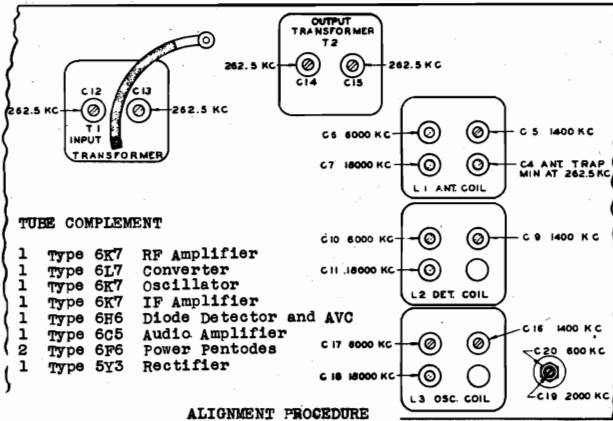 OUTPUT
TRANSFORMER
T2
262.5 KC
262.5 KC
C14
C15
C12
C13
262.5 KC
262.5 KC
T1
INPUT
TRANSFORMER
C6 6000 KC
C5 1400 KC
C7 18000 KC
C4 ANT. TRAP
MIN AT 262.5 KC
L1 ANT. COIL
C10 6000 KC
C9 1400 KC
C11 .18000 KC
L2 DET. COIL
C17 6000 KC
C16 1400 KC
C18 18000 KC
L3 OSC. COIL
C20 600 KC
C19 2000 KC
TUBE COMPLEMENT
1 Type 6K7 RF Amplifier
1 Type 6L7 Converter
1 Type 6K7 Oscillator
1 Type 6K7 IF Amplifier
1 Type 6H6 Diode Detector and AVC
1 Type 6C5 Audio Amplifier
2 Type 6F6 Power Pentodes
1 Type 5Y3 Rectifier
ALIGNMENT PROCEDURE